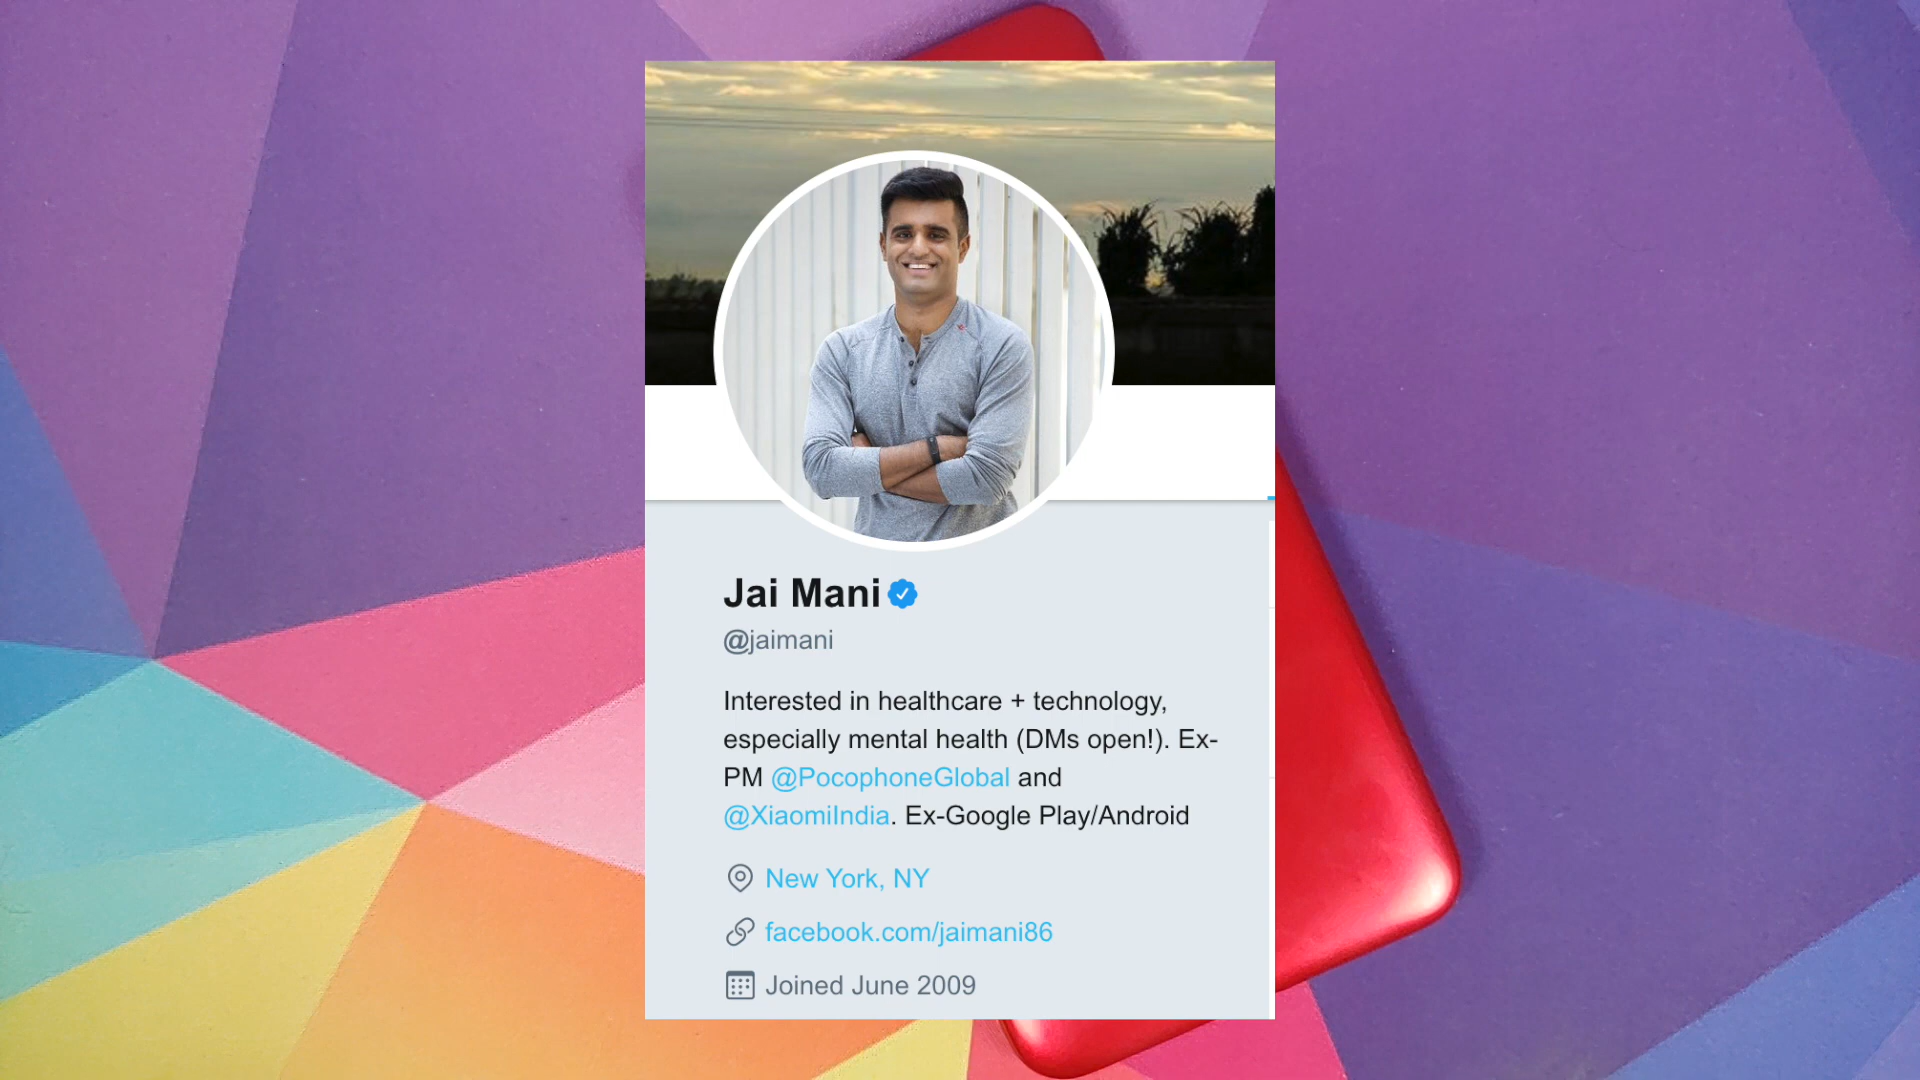 Jai Mani
@jaimani
Interested in healthcare + technology,
especially mental health (DMs open!). Ex-
PM @PocophoneGlobal and
@XiaomiIndia. Ex-Google Play/Android
New York, NY
facebook.com/jaimani86
Joined June 2009